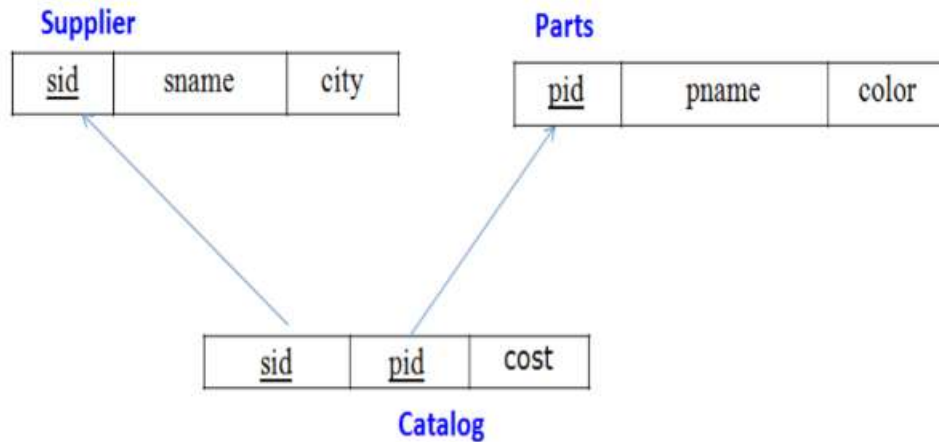 Supplier
sid sname city
Parts
pid pname color
sid pid cost
Catalog